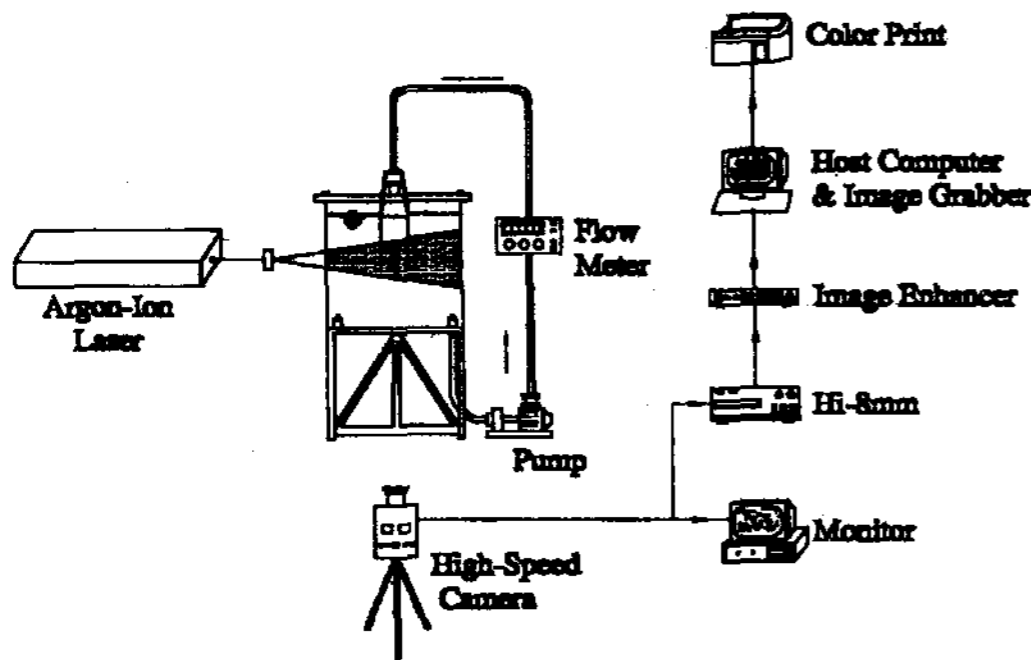 Color Print
Host Computer
& Image Grabber
Flow
Meter
Argon-Ion
Laser
Image Enhancer
Hi-8mm
Pump
Monitor
High-Speed
Camera